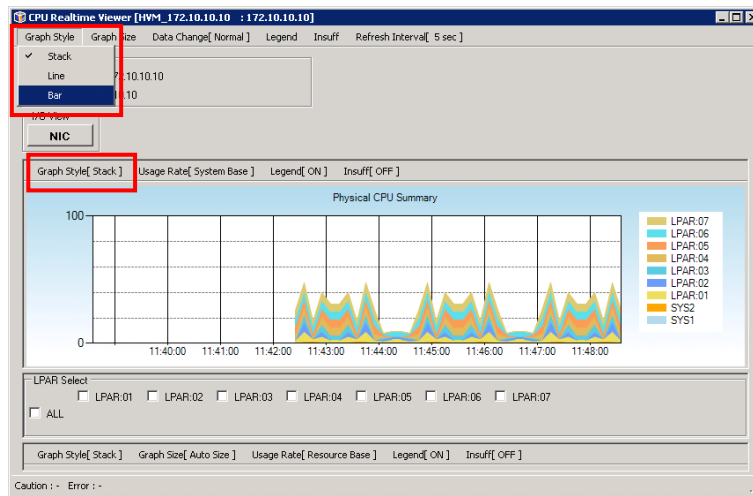 CPU Realtime Viewer [HVM_172.10.10.10 : 172.10.10.10]
Graph Style Graph Size Data Change[ Normal ] Legend Insuff Refresh Interval[ 5 sec ]
Stack
Line
Bar
10.10.10
10.10
I/O View
NIC
Graph Style[ Stack ] Usage Rate[ System Base ] Legend[ ON ] Insuff[ OFF ]
Physical CPU Summary
100
0
11:40:00 11:41:00 11:42:00 11:43:00 11:44:00 11:45:00 11:46:00 11:47:00 11:48:00
LPAR:07
LPAR:06
LPAR:05
LPAR:04
LPAR:03
LPAR:02
LPAR:01
SYS2
SYS1
LPAR Select
LPAR:01 LPAR:02 LPAR:03 LPAR:04 LPAR:05 LPAR:06 LPAR:07
ALL
Graph Style[ Stack ] Graph Size[ Auto Size ] Usage Rate[ Resource Base ] Legend[ ON ] Insuff[ OFF ]
Caution : - Error : -